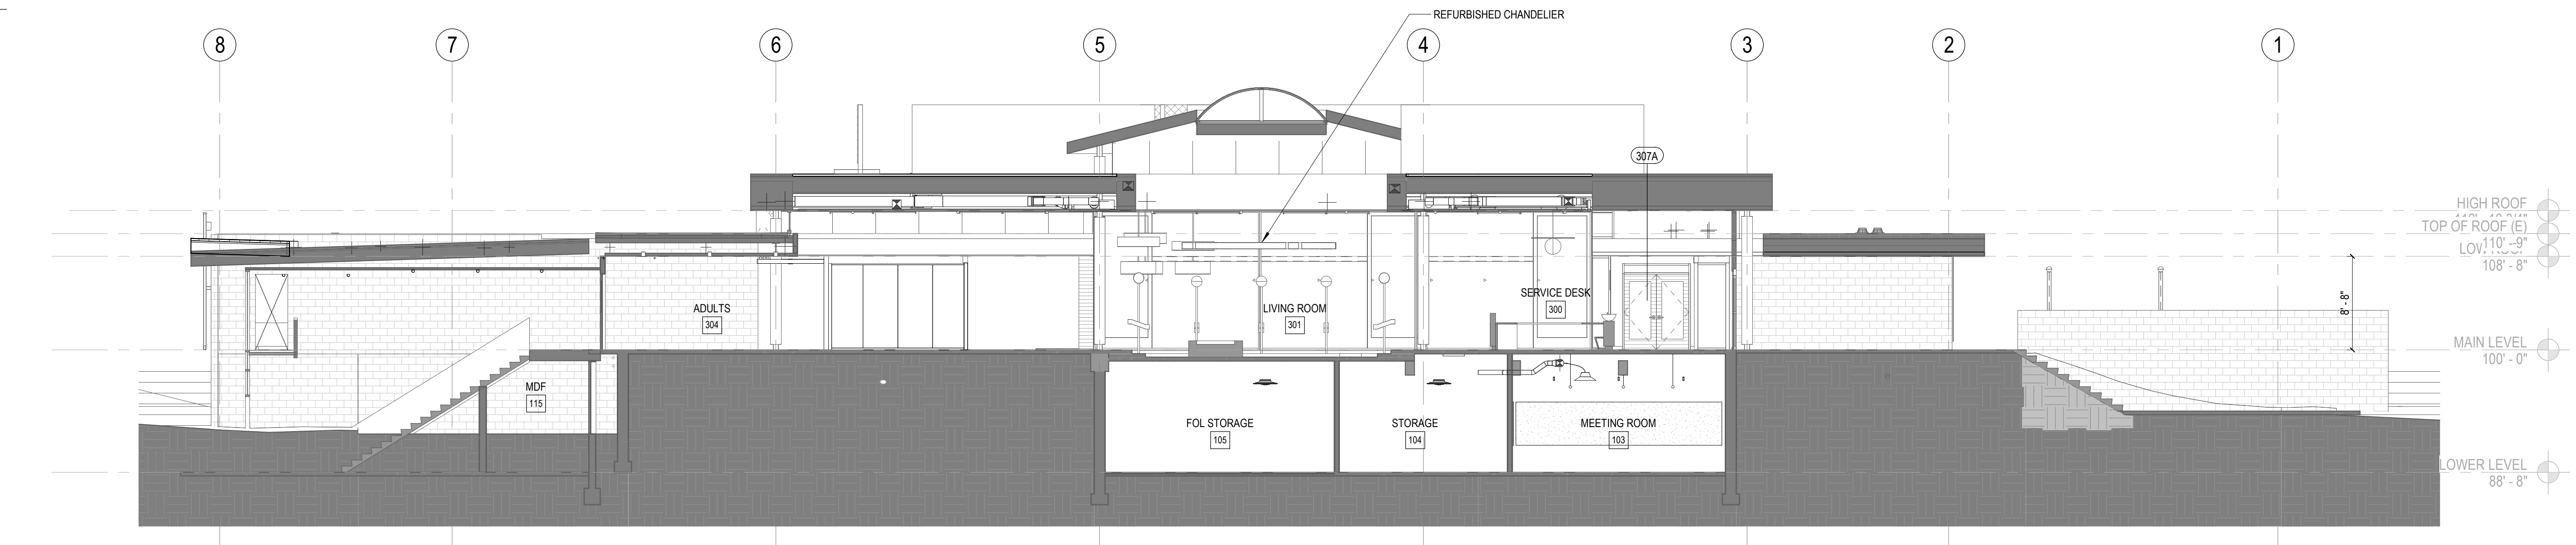 REFURBISHED CHANDELIER
8 7 6 5 4 3 2 1
307A
HIGH ROOF
TOP OF ROOF (E)
110' - 9"
108' - 8"
8' - 8"
ADULTS
304
LIVING ROOM
301
SERVICE DESK
300
MAIN LEVEL
100' - 0"
MDF
115
FOL STORAGE
105
STORAGE
104
MEETING ROOM
103
LOWER LEVEL
88' - 8"